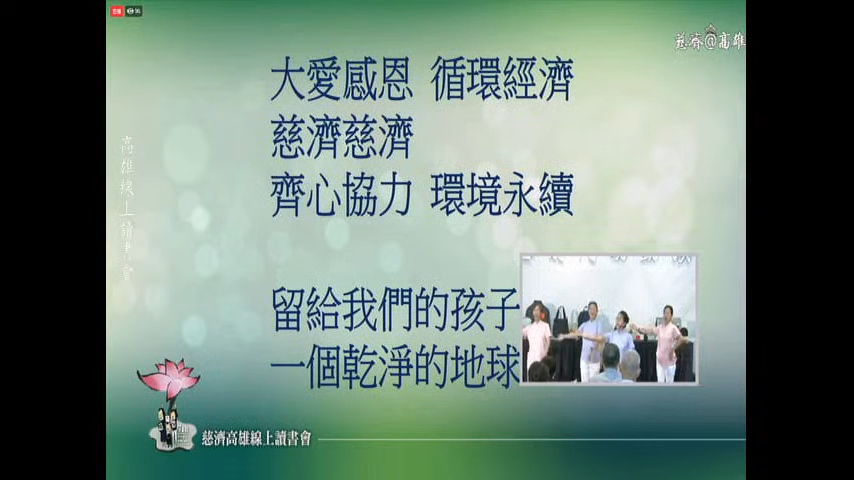 直播
慈濟@高雄
大愛感恩 循環經濟
慈濟慈濟
齊心協力 環境永續
留給我們的孩子
一個乾淨的地球
高雄線上讀書會
慈濟高雄線上讀書會